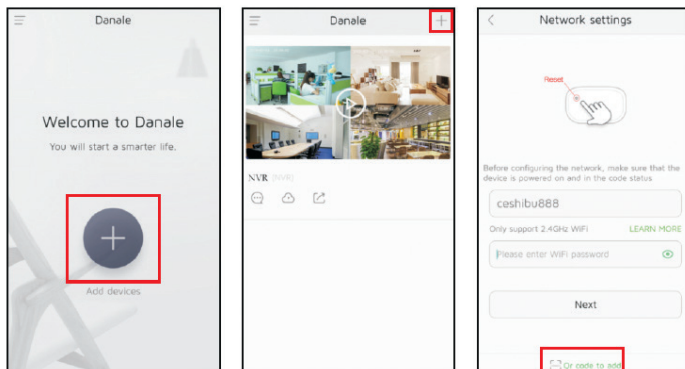 Danale
Welcome to Danale
You will start a smarter life.
Add devices
Danale
NVR (NVR)
Network settings
Reset
Before configuring the network, make sure that the
device is powered on and in the code status
ceshibu888
Only support 2.4GHz WiFi LEARN MORE
Please enter WiFi password
Next
Or code to add